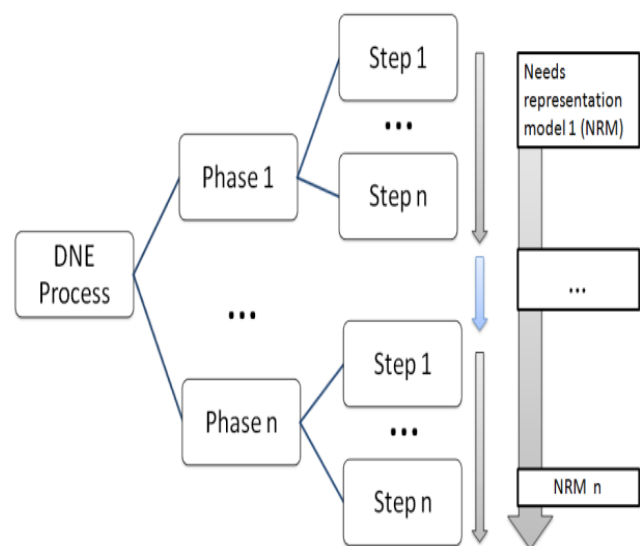 Step 1
...
Step n
Phase 1
DNE
Process
...
Step 1
...
Step n
Phase n
Needs
representation
model 1 (NRM)
...
NRM n